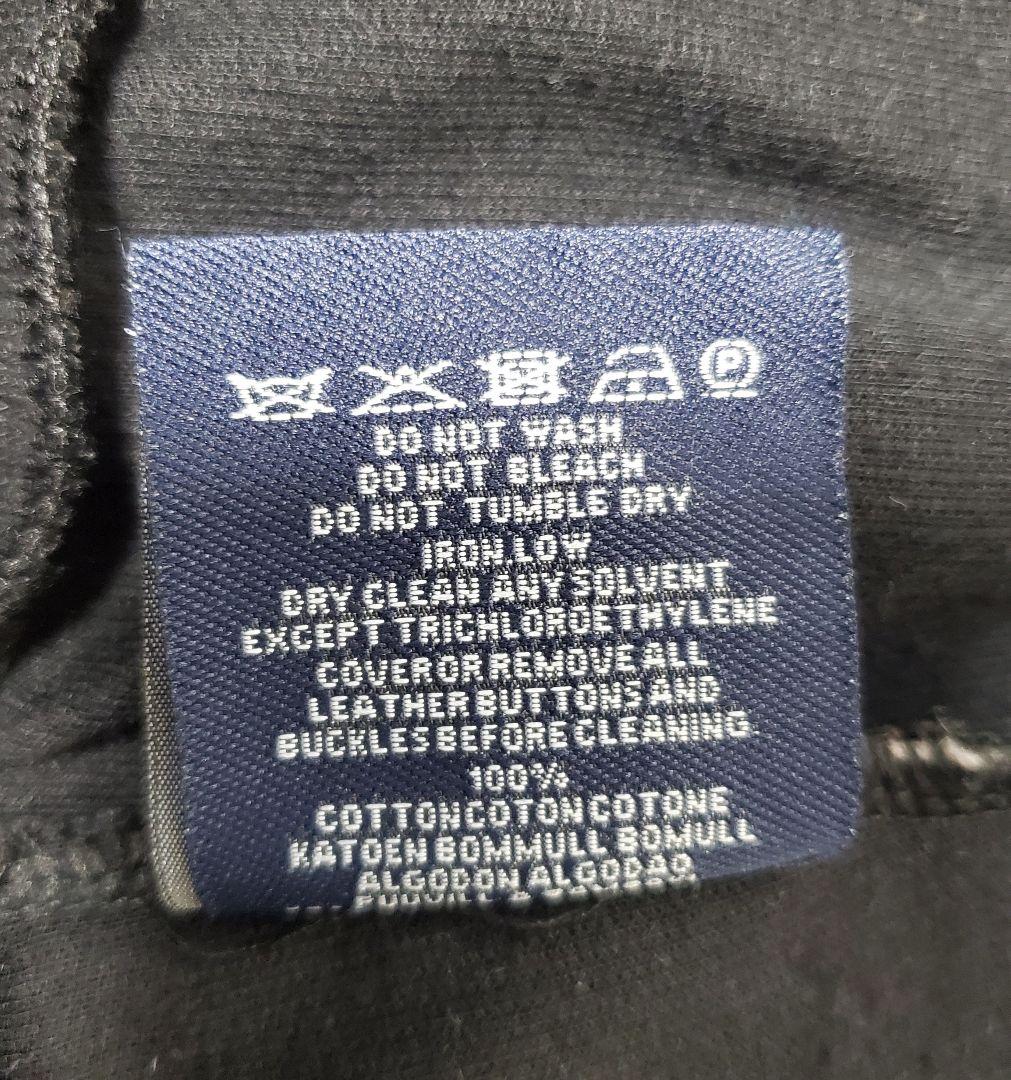 P
DO NOT WASH
DO NOT BLEACH
DO NOT TUMBLE DRY
IRON LOW
DRY CLEAN ANY SOLVENT
EXCEPT TRICHLOROETHYLENE
COVER OR REMOVE ALL
LEATHER BUTTONS AND
BUCKLES BEFORE CLEANING
100%
COTTON COTON COTONE
KATOEN BOMMULL BOMULL
ALGODON ALGODAO